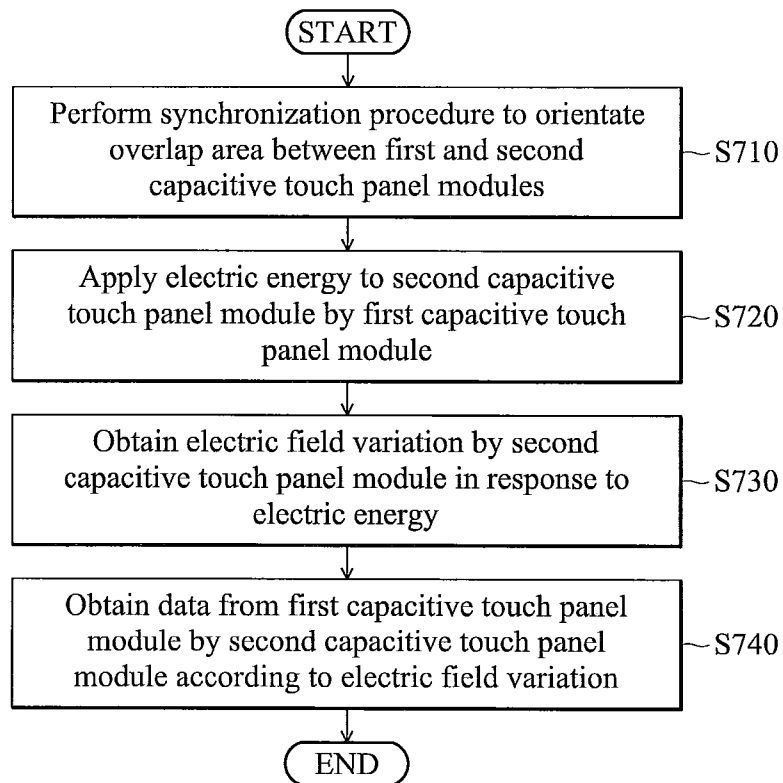 START
Perform synchronization procedure to orientate
overlap area between first and second
capacitive touch panel modules
S710
Apply electric energy to second capacitive
touch panel module by first capacitive touch
panel module
S720
Obtain electric field variation by second
capacitive touch panel module in response to
electric energy
S730
Obtain data from first capacitive touch panel
module by second capacitive touch panel
module according to electric field variation
S740
END